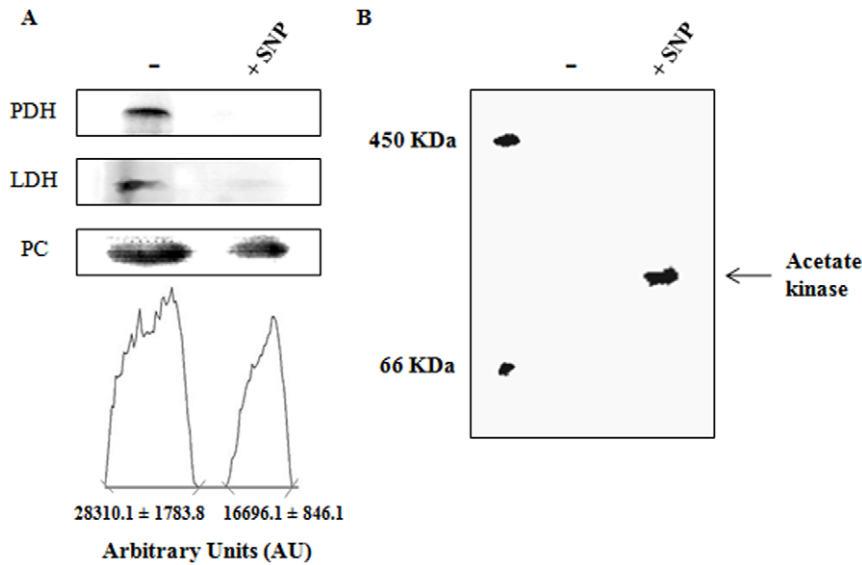 A
– + SNP
PDH
LDH
PC
28310.1 ± 1783.8 16696.1 ± 846.1
Arbitrary Units (AU)
B
– + SNP
450 KDa
Acetate
kinase
66 KDa